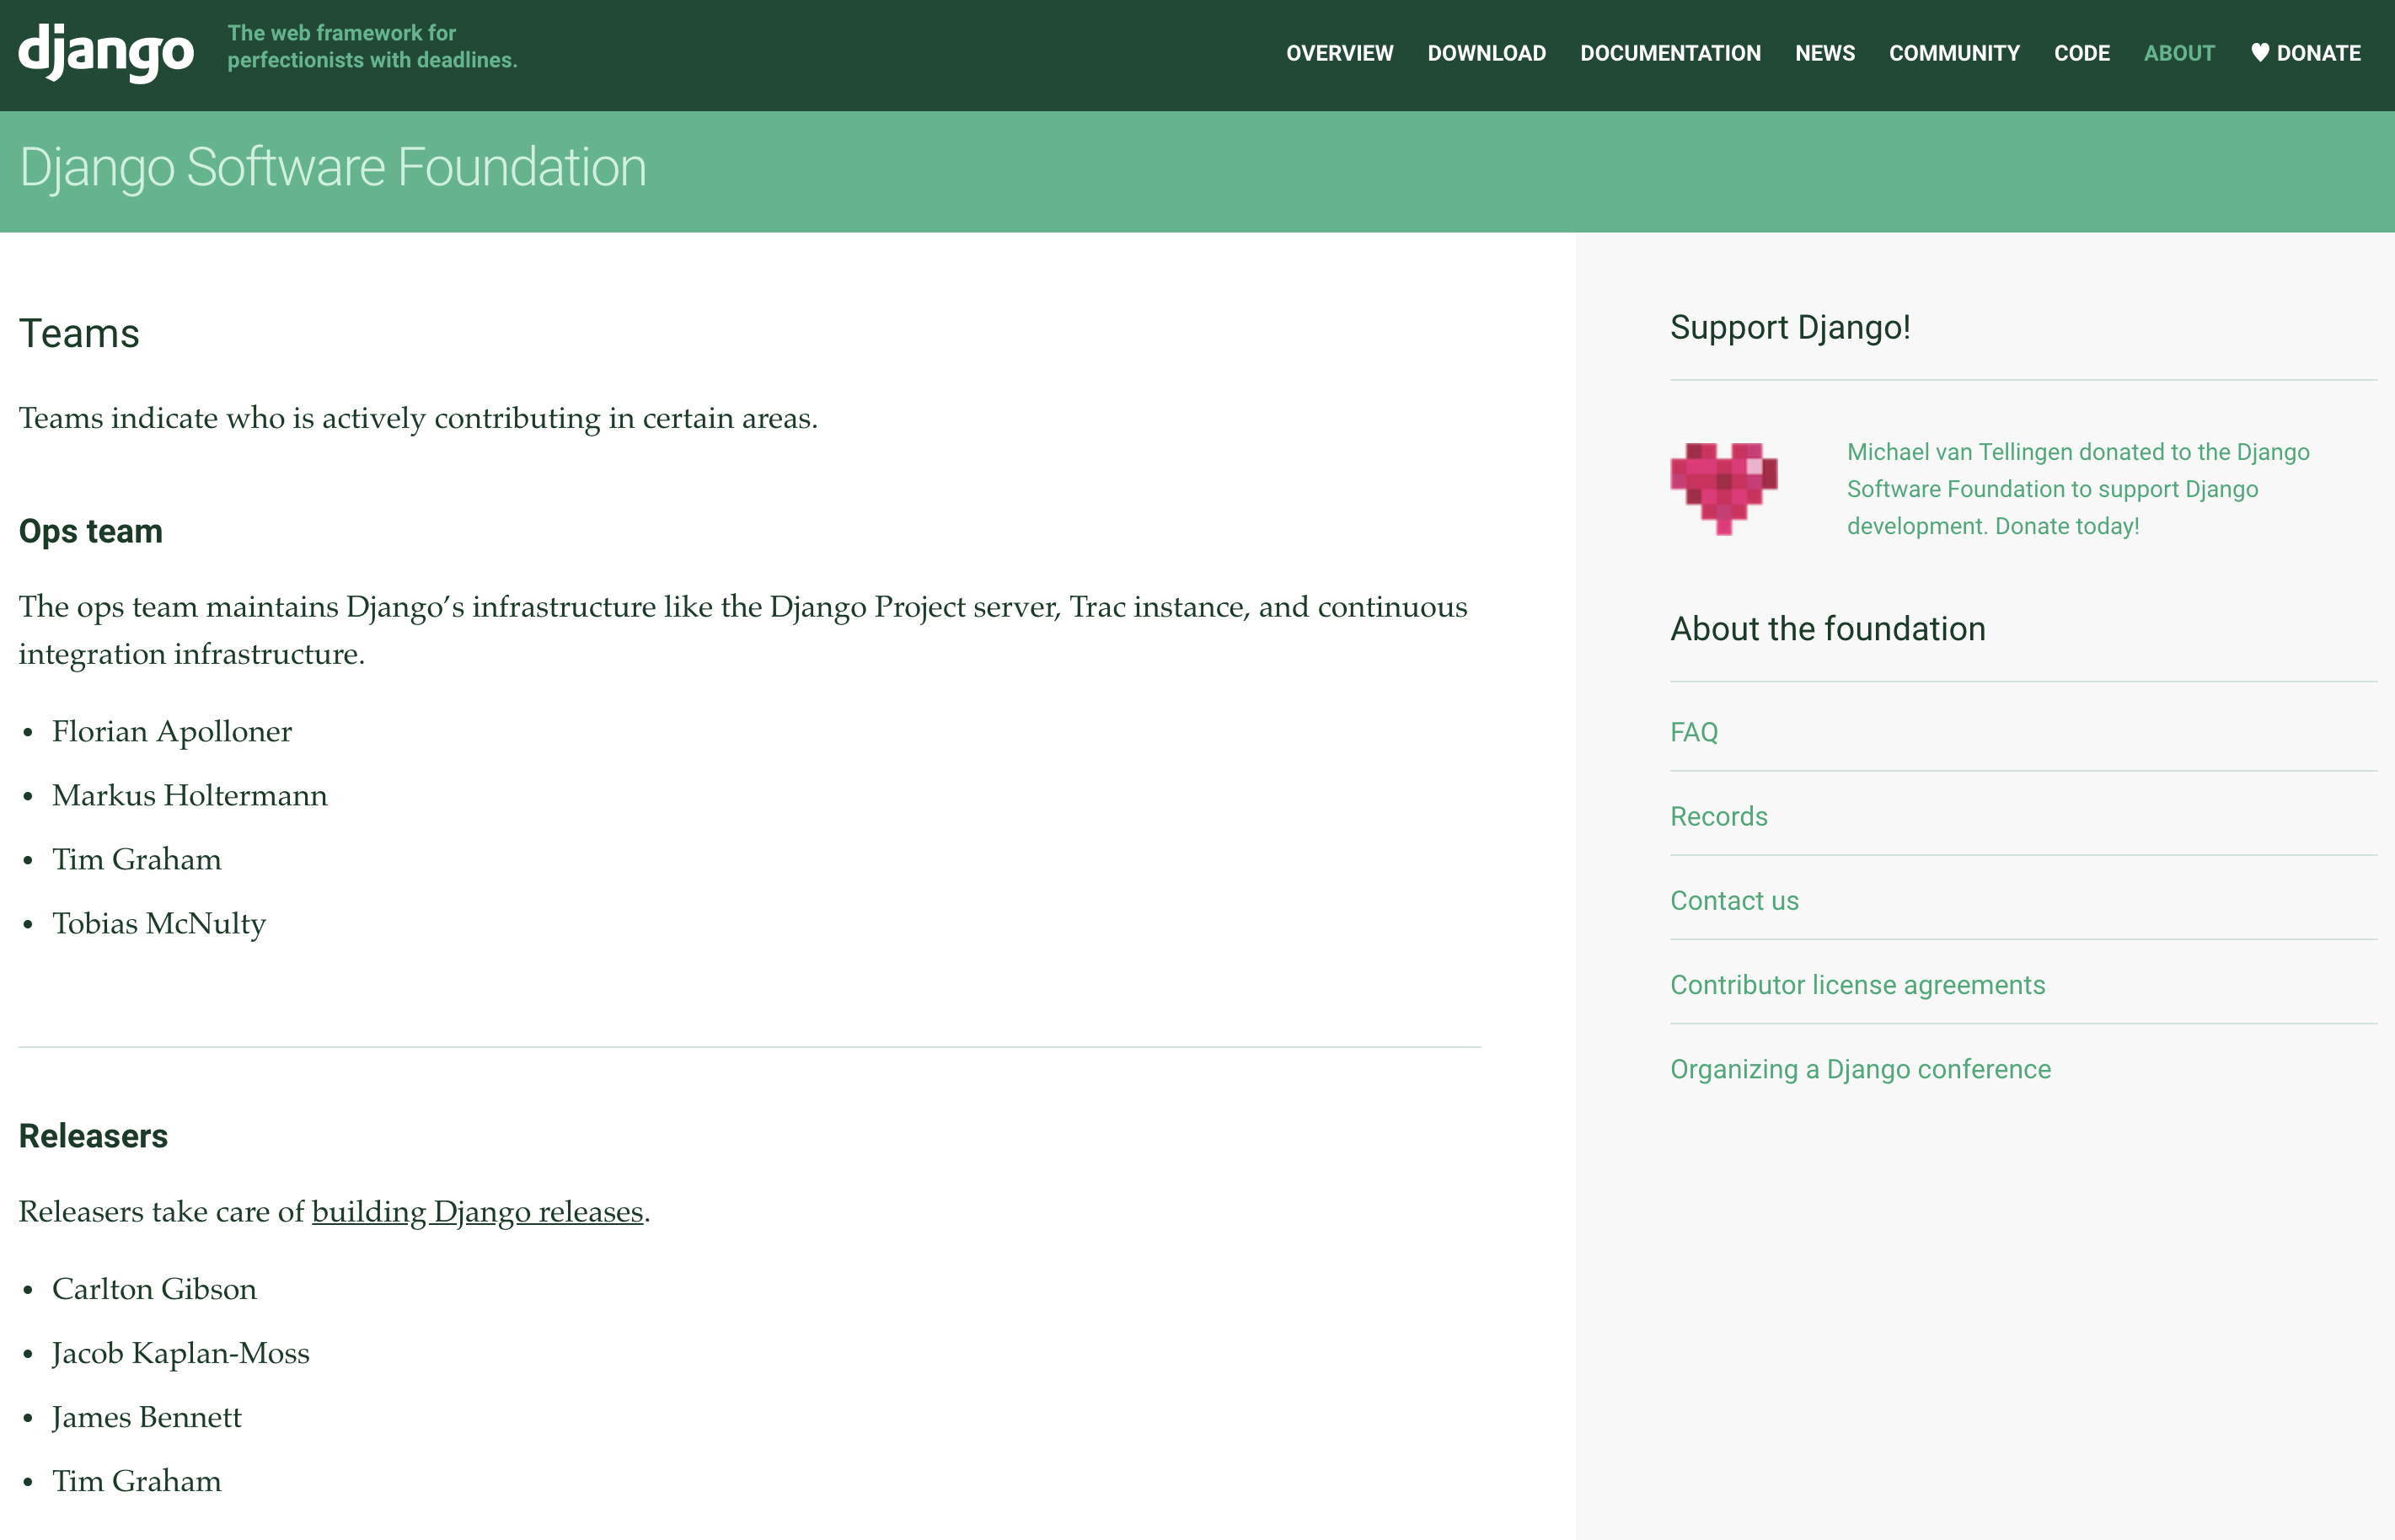 django
The web framework for
perfectionists with deadlines.
OVERVIEW DOWNLOAD DOCUMENTATION NEWS COMMUNITY CODE ABOUT ♥ DONATE
Django Software Foundation
Teams
Teams indicate who is actively contributing in certain areas.
Ops team
The ops team maintains Django’s infrastructure like the Django Project server, Trac instance, and continuous
integration infrastructure.
• Florian Apolloner
• Markus Holtermann
• Tim Graham
• Tobias McNulty
Releasers
Releasers take care of building Django releases.
• Carlton Gibson
• Jacob Kaplan-Moss
• James Bennett
• Tim Graham
Support Django!
Michael van Tellingen donated to the Django
Software Foundation to support Django
development. Donate today!
About the foundation
FAQ
Records
Contact us
Contributor license agreements
Organizing a Django conference